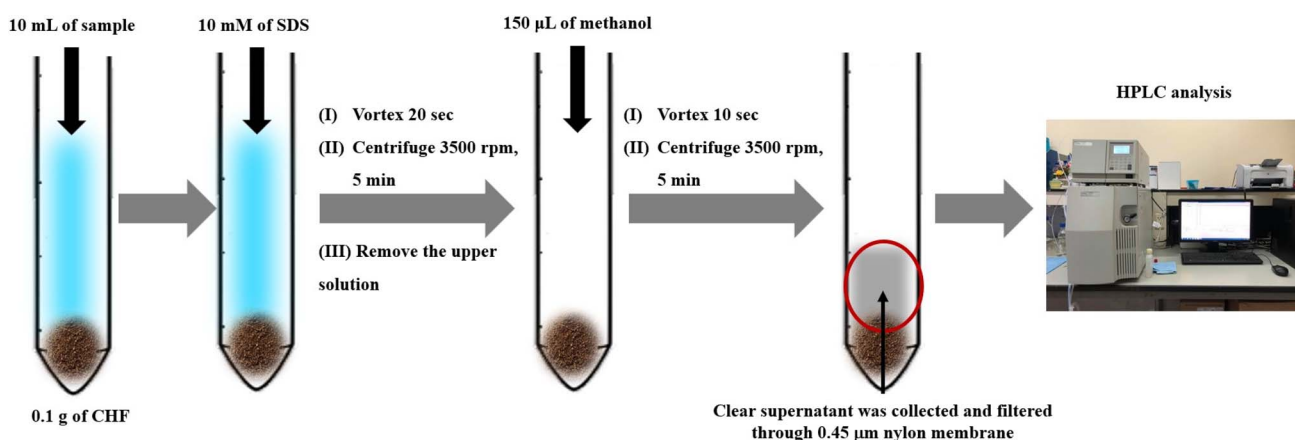 10 mL of sample
0.1 g of CHF
10 mM of SDS
(I) Vortex 20 sec
(II) Centrifuge 3500 rpm,
5 min
(III) Remove the upper
solution
150 μL of methanol
(I) Vortex 10 sec
(II) Centrifuge 3500 rpm,
5 min
Clear supernatant was collected and filtered
through 0.45 μm nylon membrane
HPLC analysis